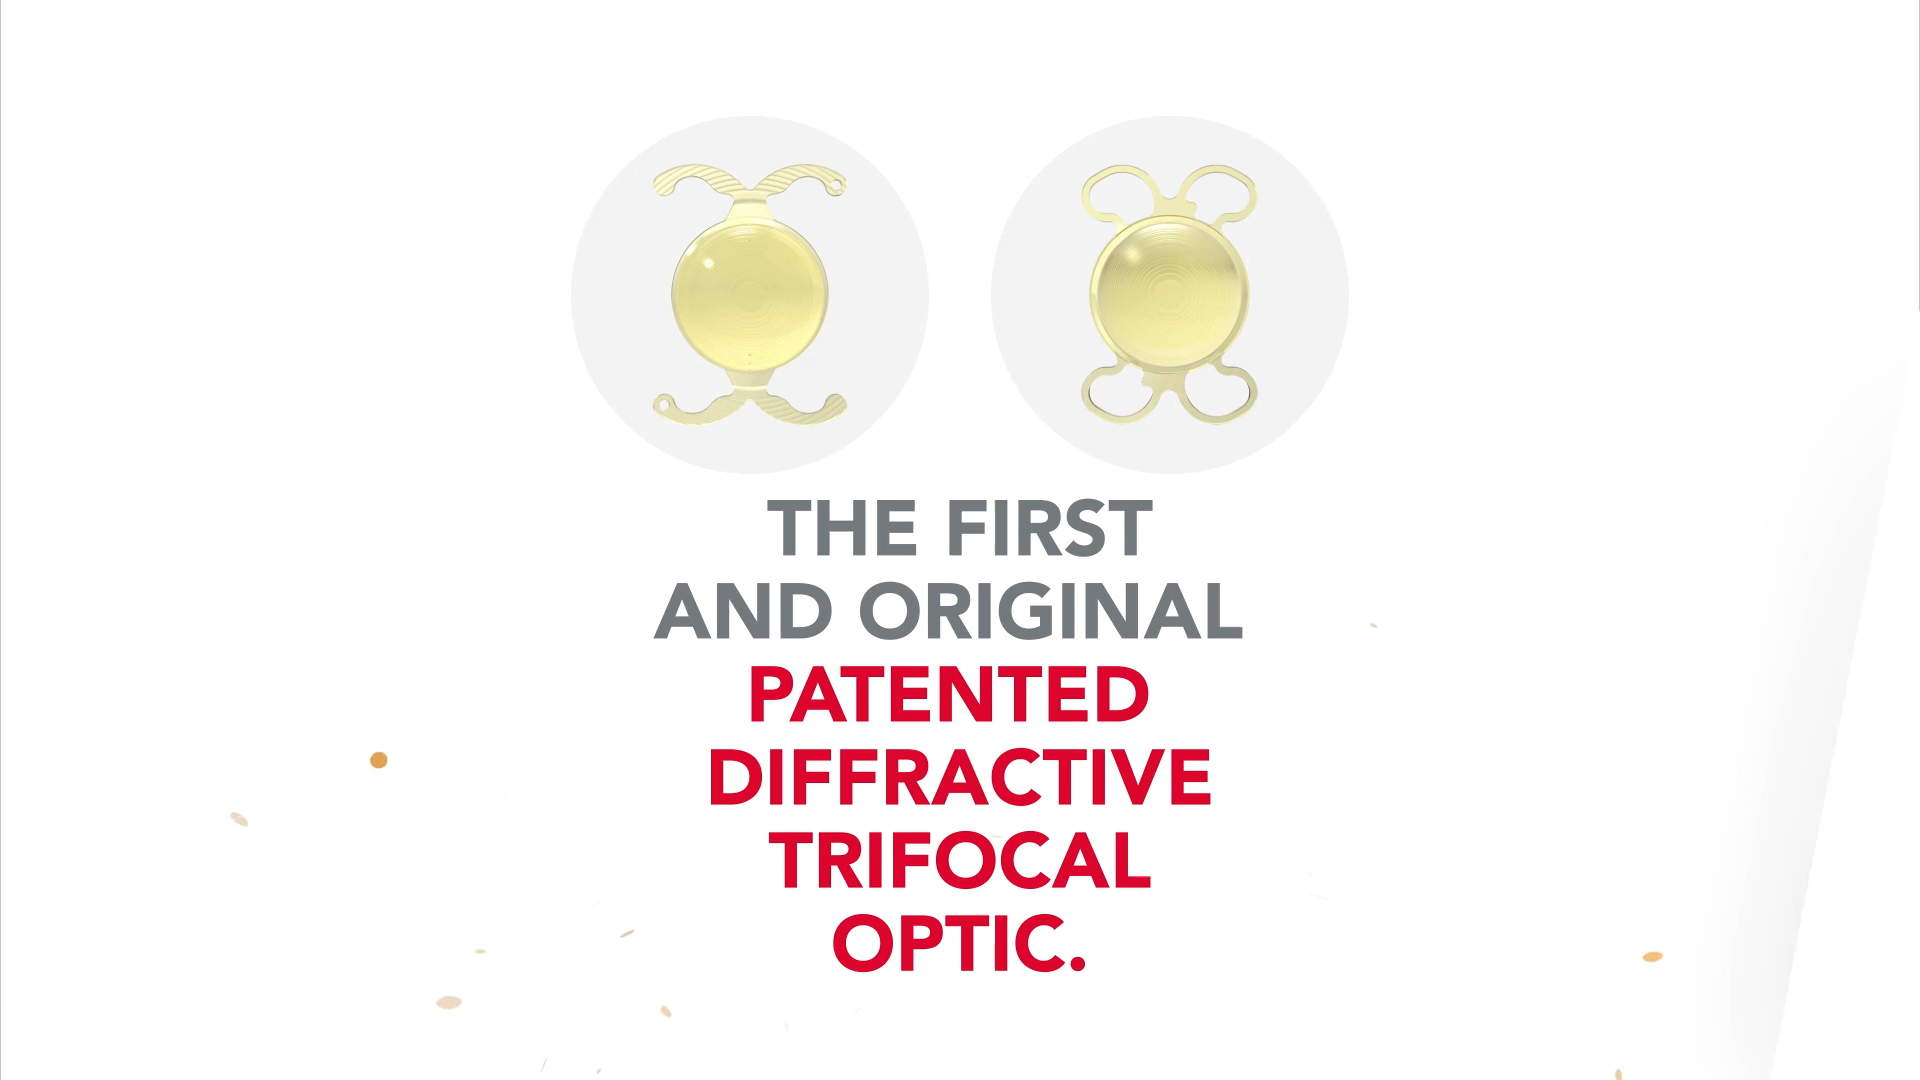 THE FIRST
AND ORIGINAL
PATENTED
DIFFRACTIVE
TRIFOCAL
OPTIC.